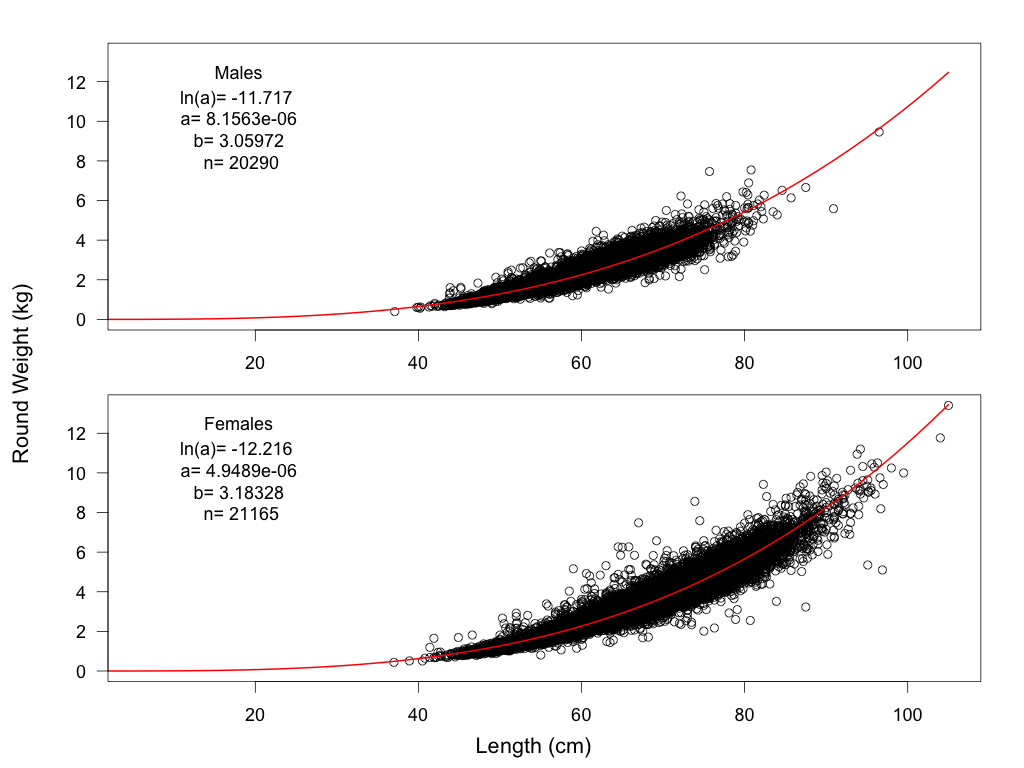 Males
ln(a)= -11.717
a= 8.1563e-06
b= 3.05972
n= 20290
12
10
8
6
4
2
0
20 40 60 80 100
Females
ln(a)= -12.216
a= 4.9489e-06
b= 3.18328
n= 21165
12
10
8
6
4
2
0
20 40 60 80 100
Length (cm)
Round Weight (kg)